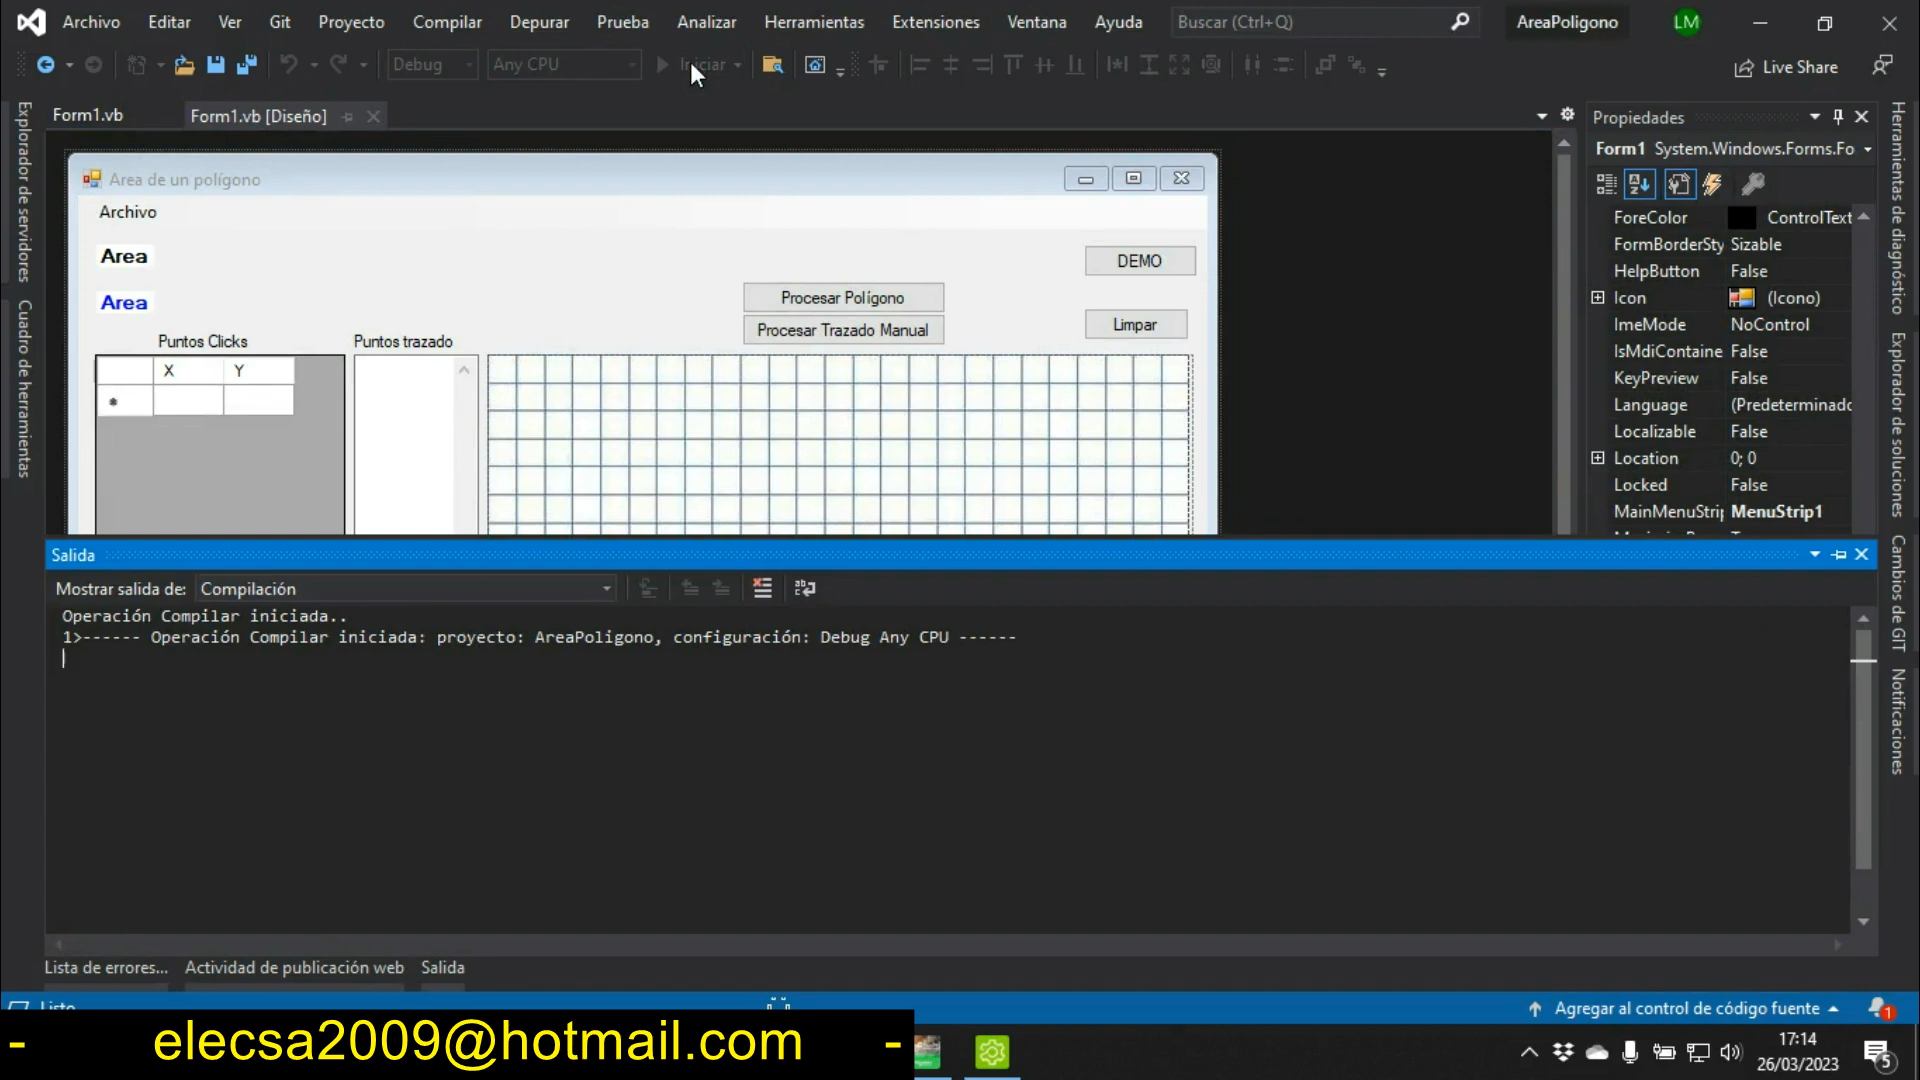 Archivo Editar Ver Git Proyecto Compilar Depurar Prueba Analizar Herramientas Extensiones Ventana Ayuda Buscar (Ctrl+Q) AreaPoligono LM
Debug Any CPU Iniciar Live Share
Form1.vb Form1.vb [Diseño]
Explorador de servidores
Cuadro de herramientas
Area de un polígono
Archivo
Area
DEMO
Area
Procesar Polígono
Procesar Trazado Manual
Limpar
Puntos Clicks Puntos trazado
X Y
Propiedades
Form1 System.Windows.Forms.Fo
ForeColor ControlText
FormBorderSty Sizable
HelpButton False
Icon (Icono)
ImeMode NoControl
IsMdiContaine False
KeyPreview False
Language (Predeterminado
Localizable False
Location 0; 0
Locked False
MainMenuStrip MenuStrip1
Herramientas de diagnóstico
Explorador de soluciones
Cambios de GIT
Notificaciones
Salida
Mostrar salida de: Compilación
Operación Compilar iniciada..
1>------ Operación Compilar iniciada: proyecto: AreaPoligono, configuración: Debug Any CPU ------
Lista de errores... Actividad de publicación web Salida
Listo Agregar al control de código fuente 1
- elecsa2009@hotmail.com -
17:14
26/03/2023
5